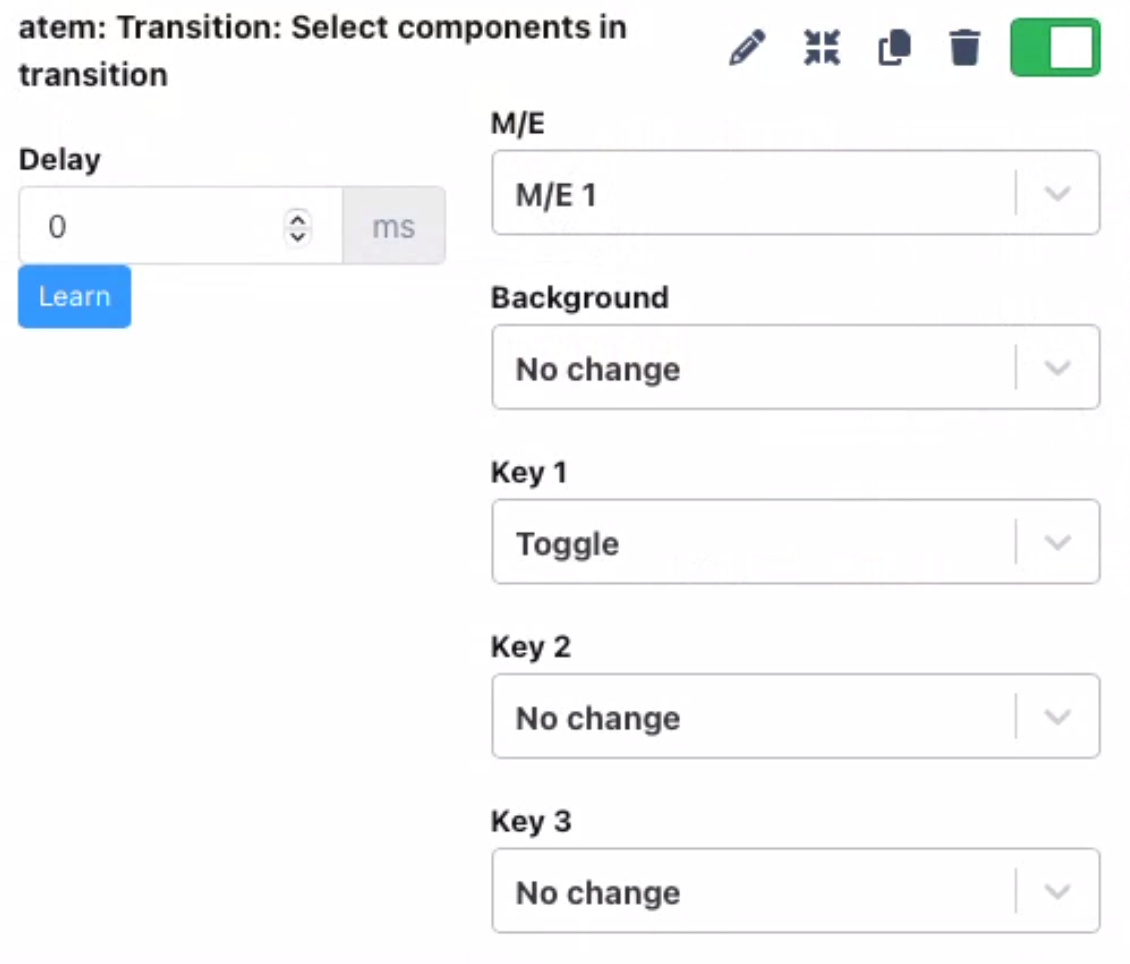 atem: Transition: Select components in
transition
Delay
0
ms
Learn
M/E
M/E 1
Background
No change
Key 1
Toggle
Key 2
No change
Key 3
No change